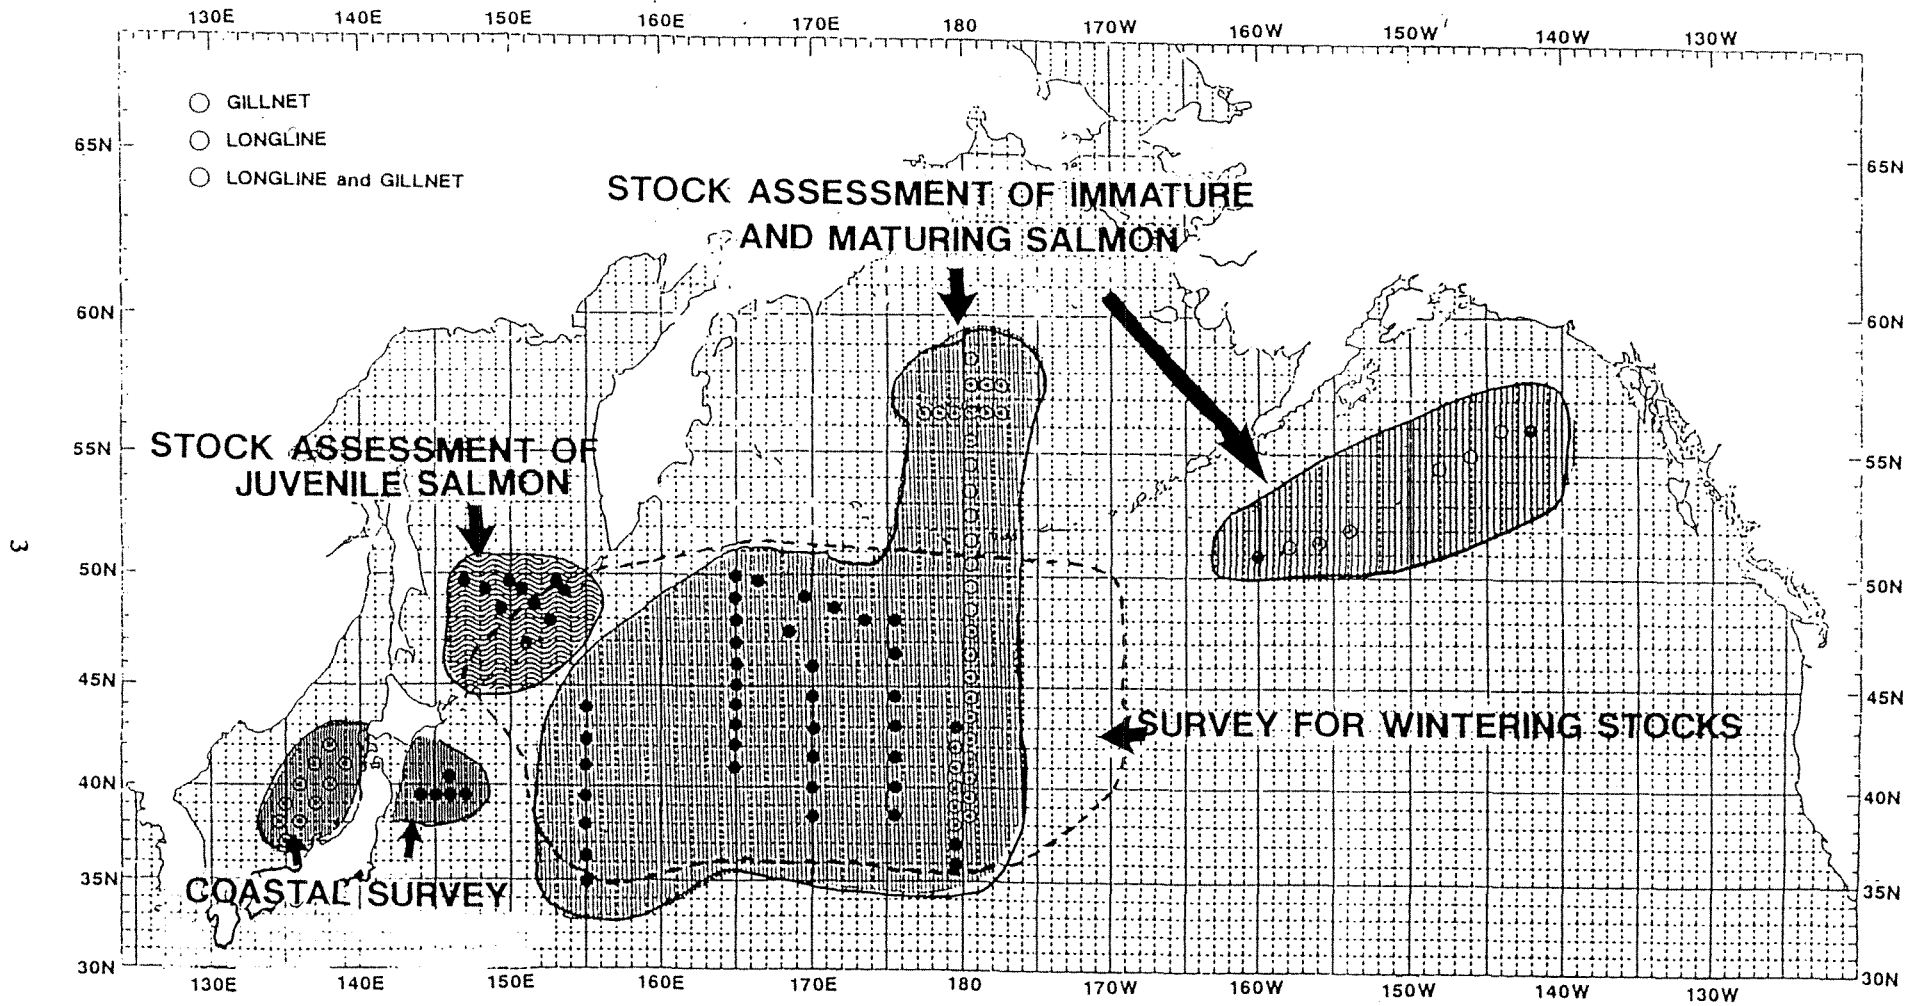 130E 140E 150E 160E 170E 180 170W 160W 150W 140W 130W
GILLNET
LONGLINE
LONGLINE and GILLNET
65N 65N
STOCK ASSESSMENT OF IMMATURE
AND MATURING SALMON
60N 60N
STOCK ASSESSMENT OF
JUVENILE SALMON
55N 55N
3
50N 50N
45N 45N
SURVEY FOR WINTERING STOCKS
40N 40N
35N 35N
COASTAL SURVEY
30N 30N
130E 140E 150E 160E 170E 180 170W 160W 150W 140W 130W